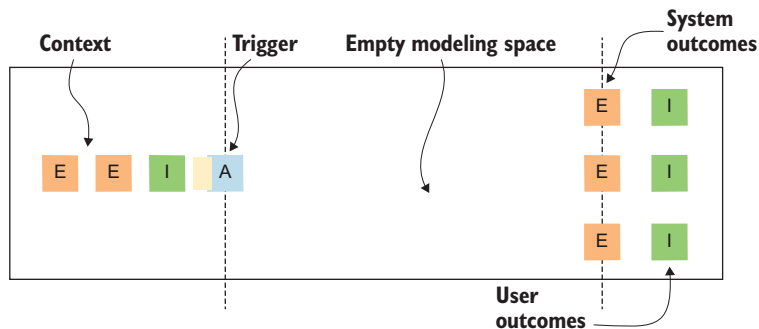 System
outcomes
Context
Trigger
Empty modeling space
E
I
E
E
I
A
E
I
E
I
User
outcomes